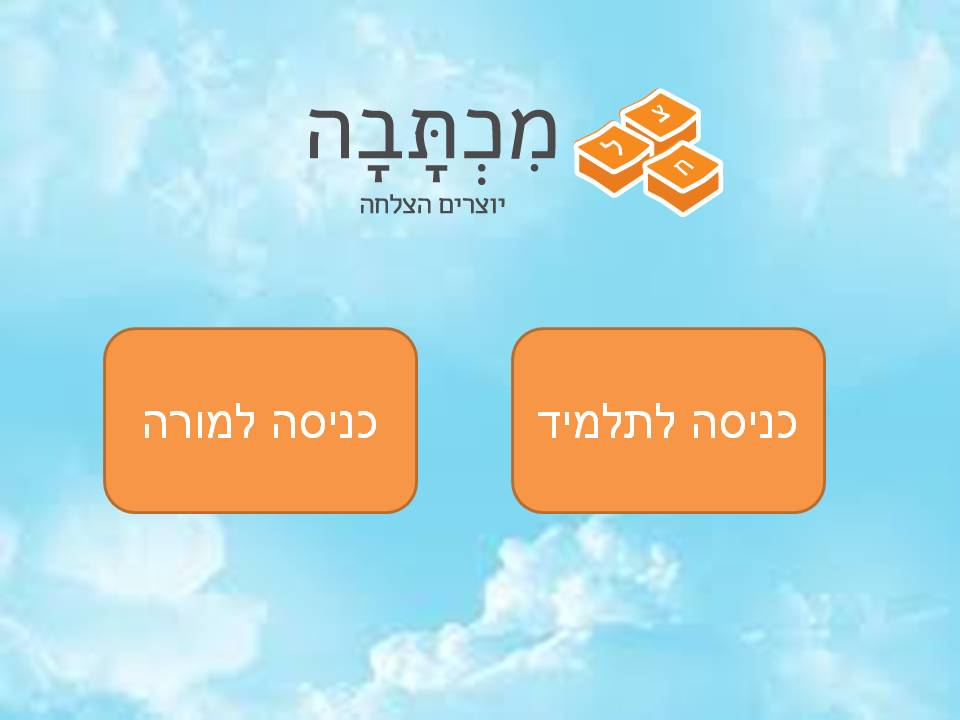 מִכְתָּבָה
צ
ל
ח
יוצרים הצלחה
כניסה לתלמיד
כניסה למורה